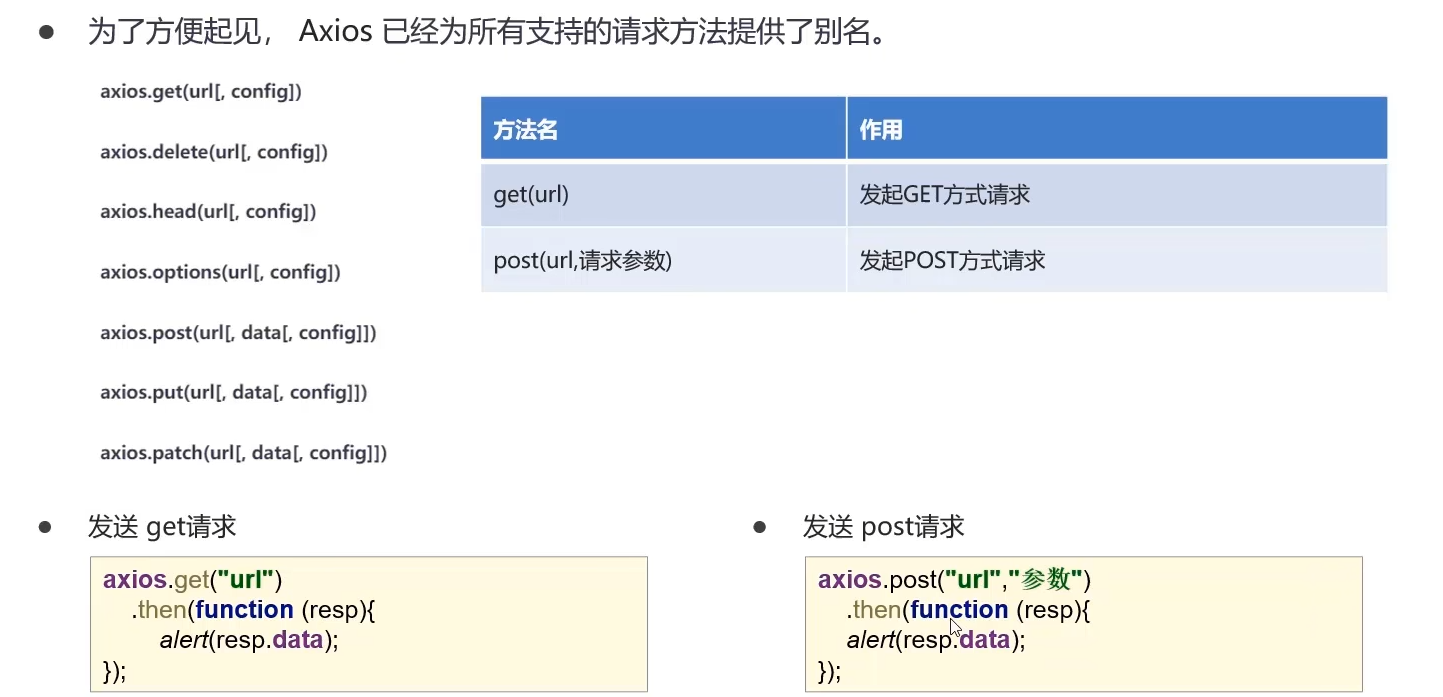 为了方便起见， Axios 已经为所有支持的请求方法提供了别名。
axios.get(url[, config])
axios.delete(url[, config])
axios.head(url[, config])
axios.options(url[, config])
axios.post(url[, data[, config]])
axios.put(url[, data[, config]])
axios.patch(url[, data[, config]])
方法名 作用
get(url) 发起GET方式请求
post(url,请求参数) 发起POST方式请求
发送 get请求
axios.get("url")
.then(function (resp){
alert(resp.data);
});
发送 post请求
axios.post("url","参数")
.then(function (resp){
alert(resp.data);
});